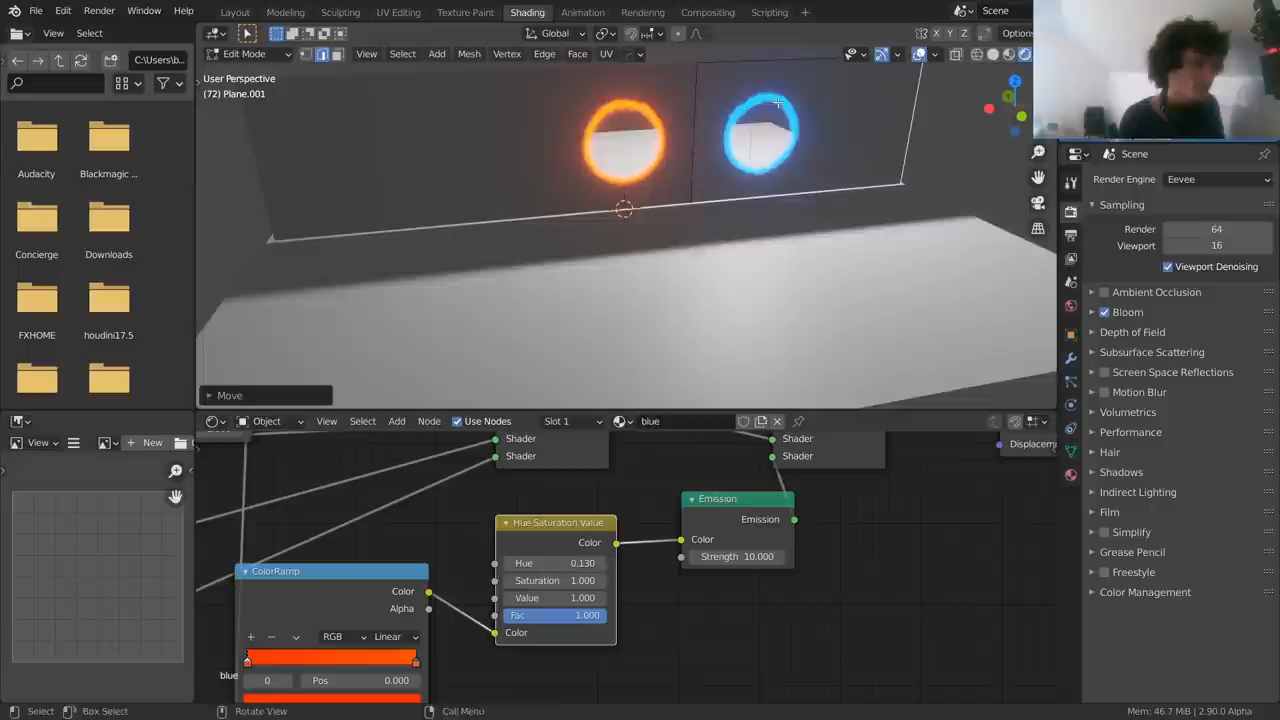 File Edit Render Window Help
Layout Modeling Sculpting UV Editing Texture Paint Shading Animation Rendering Compositing Scripting +
Scene
View Select
Global
Options
C:\Users\b...
Edit Mode View Select Add Mesh Vertex Edge Face UV
X Y Z
User Perspective
(72) Plane.001
Audacity
Blackmagic ...
Concierge
Downloads
FXHOME
houdini17.5
Move
Z
Scene
Render Engine Eevee
Sampling
Render 64
Viewport 16
Viewport Denoising
Ambient Occlusion
Bloom
Depth of Field
Subsurface Scattering
Screen Space Reflections
Motion Blur
Volumetrics
Performance
Hair
Shadows
Indirect Lighting
Film
Simplify
Grease Pencil
Freestyle
Color Management
Object View Select Add Node Use Nodes Slot 1 blue
View + New
Shader
Shader
Shader
Shader
Displacem
Emission
Emission
Color
Strength 10.000
Hue Saturation Value
Color
Hue 0.130
Saturation 1.000
Value 1.000
Fac 1.000
Color
ColorRamp
Color
Alpha
+ − RGB Linear
0 Pos 0.000
blue
Select Box Select Rotate View Call Menu Mem: 46.7 MiB | 2.90.0 Alpha